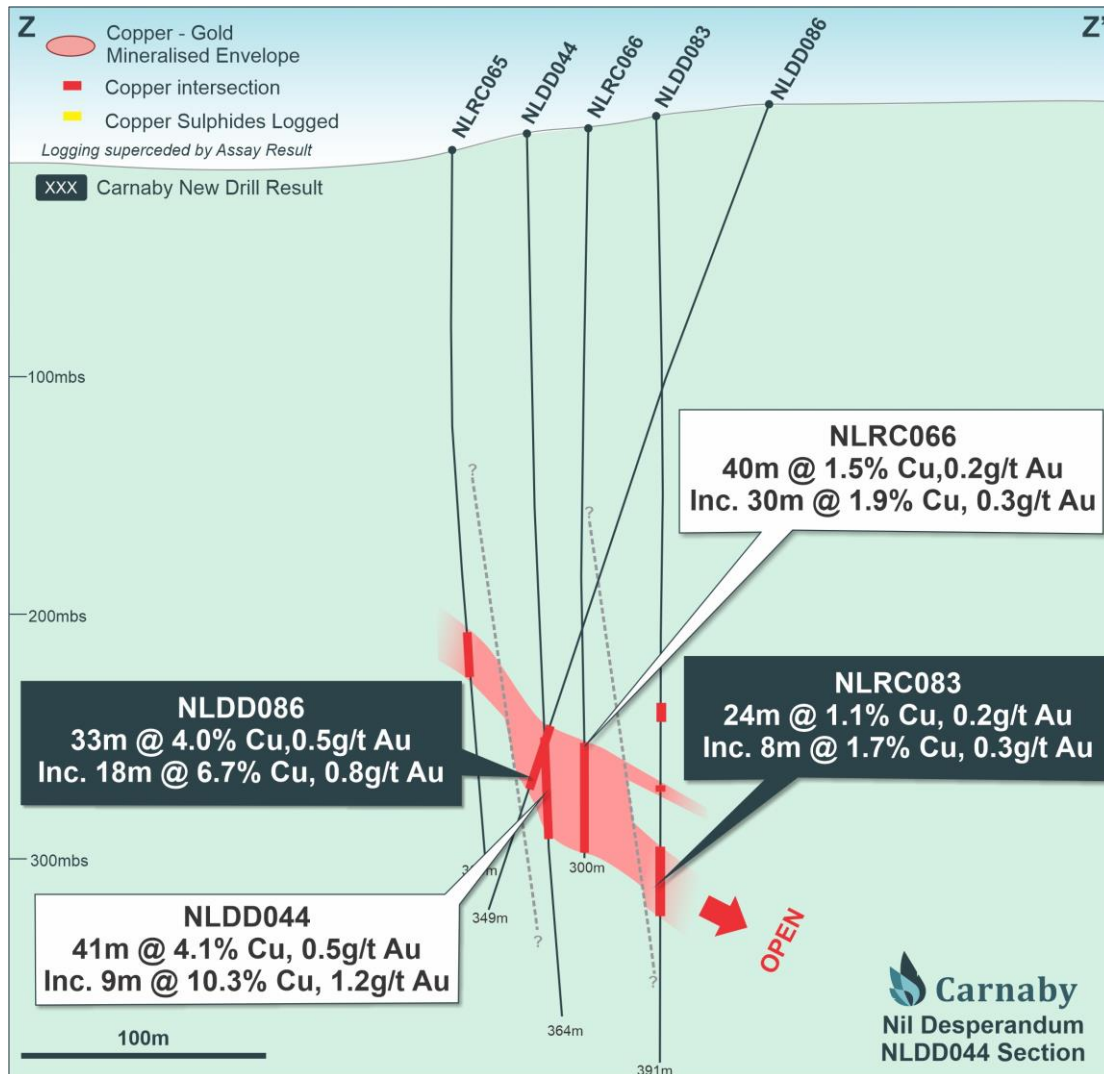 Z
Z'
Copper - Gold
Mineralised Envelope
Copper intersection
Copper Sulphides Logged
Logging superceded by Assay Result
XXX Carnaby New Drill Result
NLRC065
NLDD044
NLRC066
NLDD083
NLDD086
100mbs
200mbs
300mbs
?
?
?
?
NLRC066
40m @ 1.5% Cu,0.2g/t Au
Inc. 30m @ 1.9% Cu, 0.3g/t Au
NLDD086
33m @ 4.0% Cu,0.5g/t Au
Inc. 18m @ 6.7% Cu, 0.8g/t Au
NLRC083
24m @ 1.1% Cu, 0.2g/t Au
Inc. 8m @ 1.7% Cu, 0.3g/t Au
NLDD044
41m @ 4.1% Cu, 0.5g/t Au
Inc. 9m @ 10.3% Cu, 1.2g/t Au
300m
349m
364m
391m
OPEN
100m
Carnaby
Nil Desperandum
NLDD044 Section